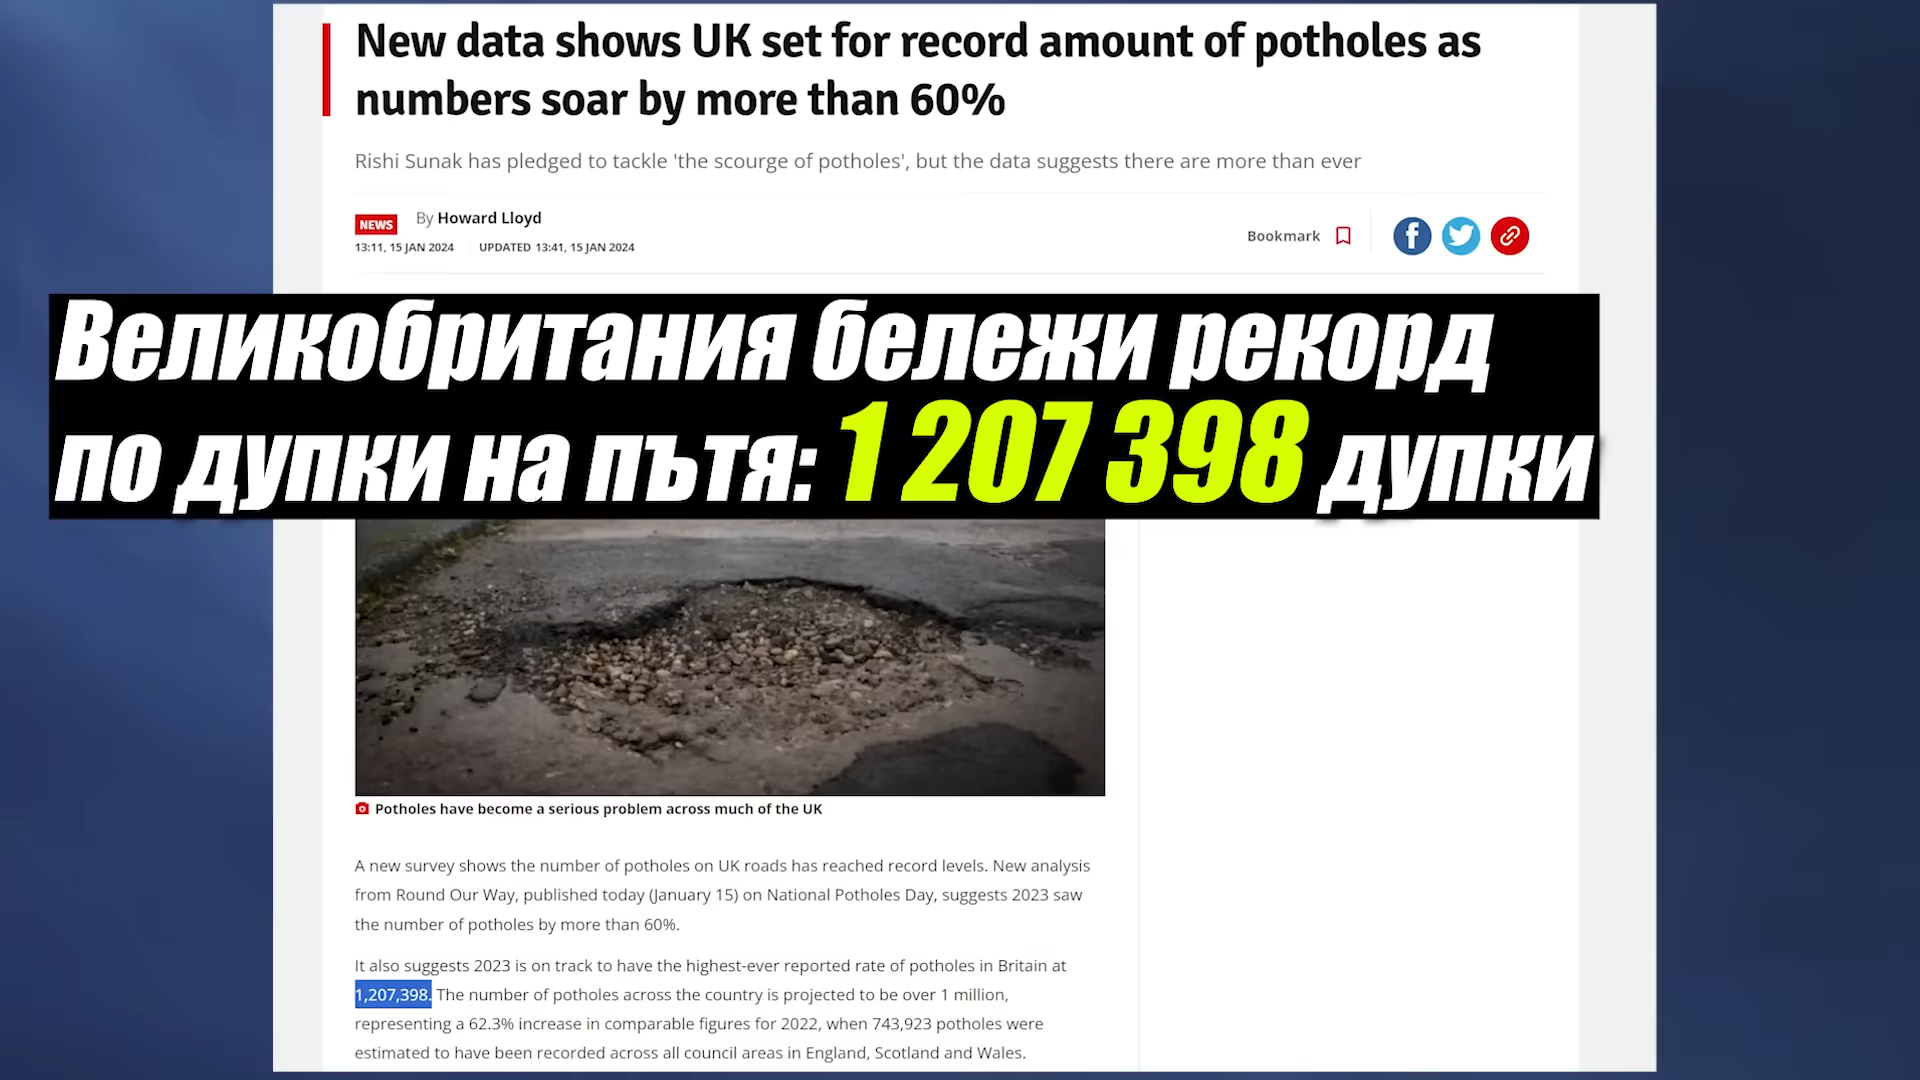 New data shows UK set for record amount of potholes as
numbers soar by more than 60%
Rishi Sunak has pledged to tackle 'the scourge of potholes', but the data suggests there are more than ever
NEWS
By Howard Lloyd
13:11, 15 JAN 2024
UPDATED 13:41, 15 JAN 2024
Bookmark
Великобритания бележи рекорд
по дупки на пътя: 1 207 398 дупки
Potholes have become a serious problem across much of the UK
A new survey shows the number of potholes on UK roads has reached record levels. New analysis
from Round Our Way, published today (January 15) on National Potholes Day, suggests 2023 saw
the number of potholes by more than 60%.
It also suggests 2023 is on track to have the highest-ever reported rate of potholes in Britain at
1,207,398. The number of potholes across the country is projected to be over 1 million,
representing a 62.3% increase in comparable figures for 2022, when 743,923 potholes were
estimated to have been recorded across all council areas in England, Scotland and Wales.